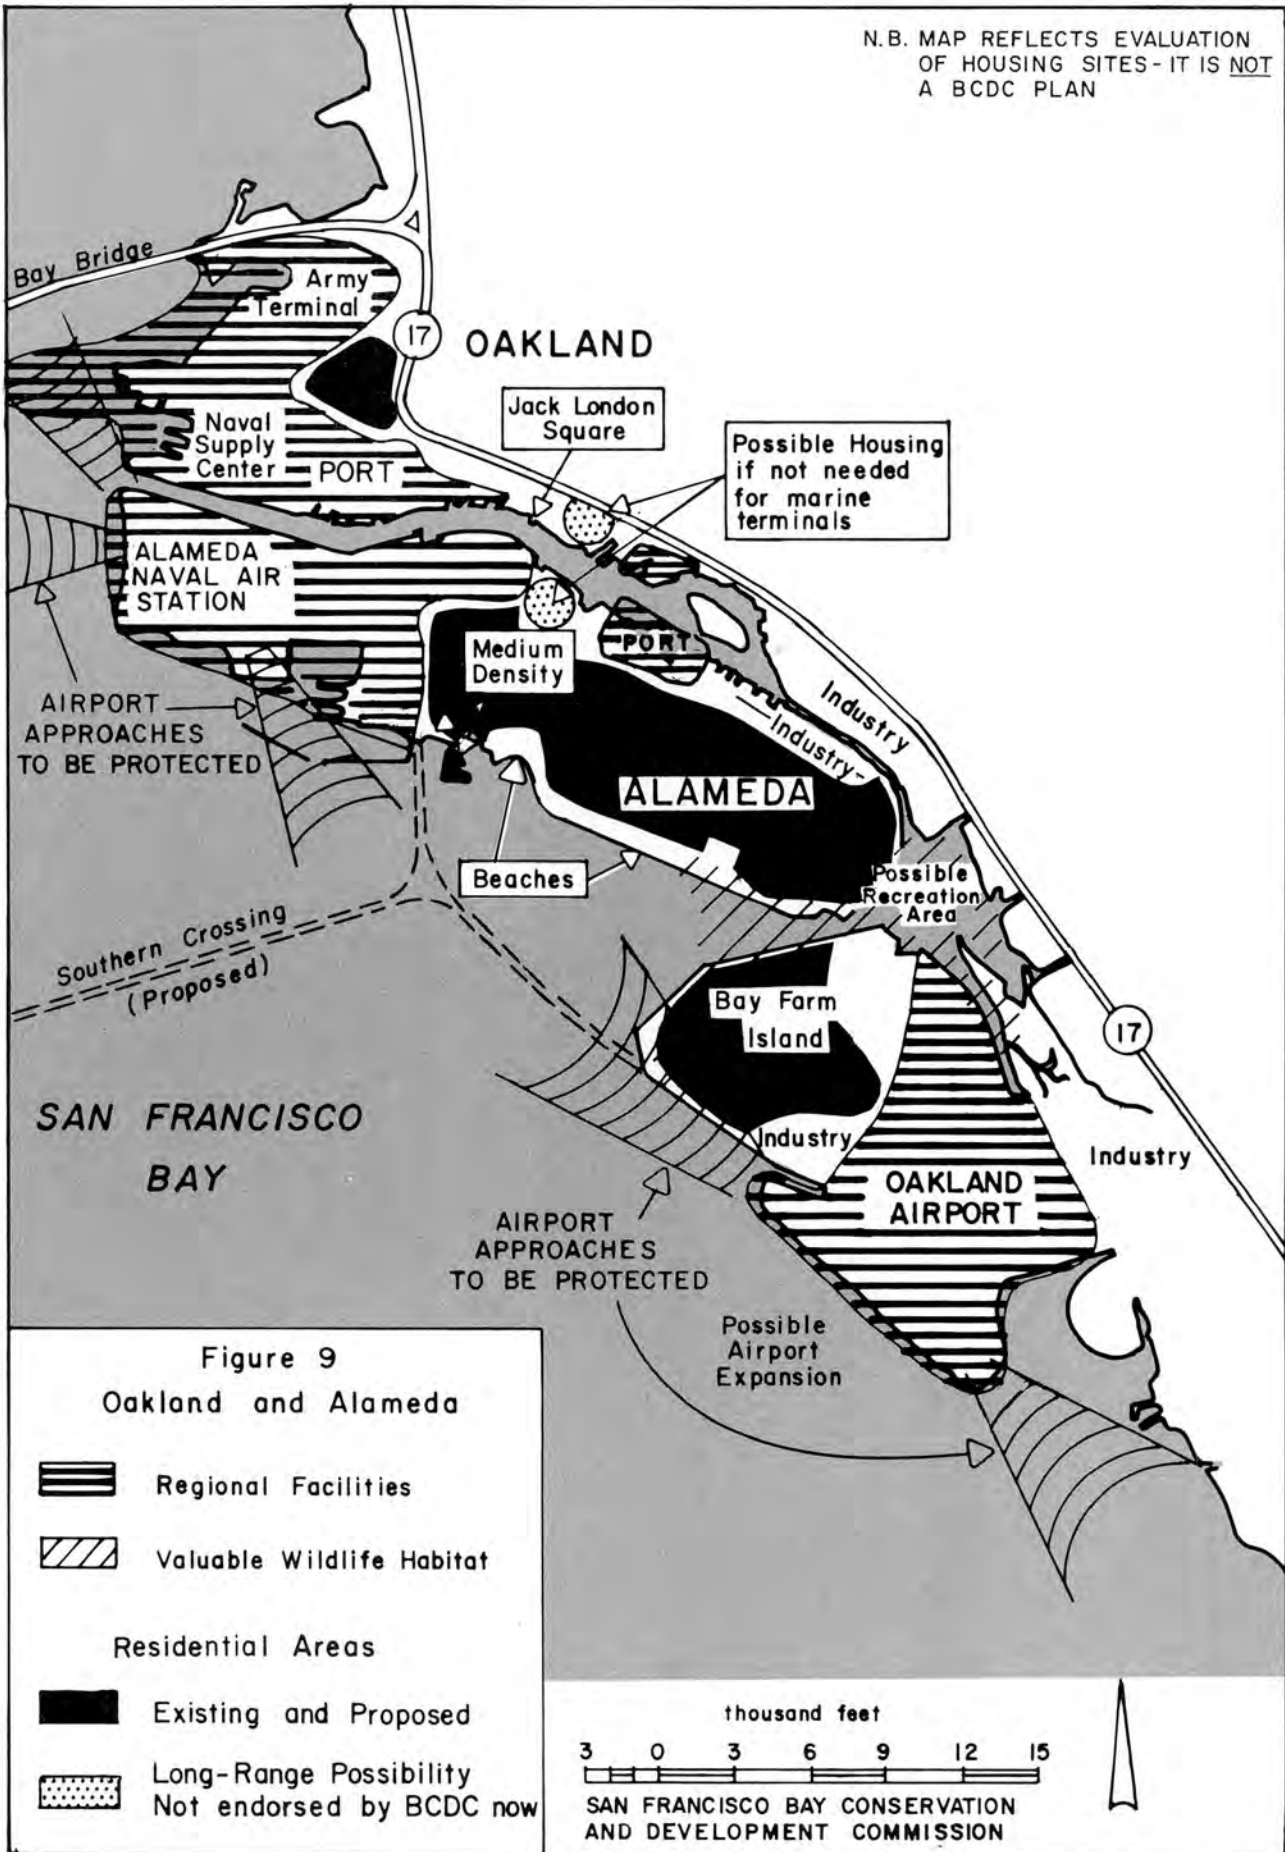 N.B. MAP REFLECTS EVALUATION
OF HOUSING SITES - IT IS NOT
A BCDC PLAN
Bay Bridge
Army
Terminal
17
OAKLAND
Jack London
Square
Possible Housing
if not needed
for marine
terminals
Naval
Supply
Center
PORT
ALAMEDA
NAVAL AIR
STATION
Medium
Density
PORT
Industry
Industry
AIRPORT
APPROACHES
TO BE PROTECTED
ALAMEDA
Beaches
Possible
Recreation
Area
Southern Crossing
(Proposed)
Bay Farm
Island
17
SAN FRANCISCO
BAY
Industry
Industry
OAKLAND
AIRPORT
AIRPORT
APPROACHES
TO BE PROTECTED
Possible
Airport
Expansion
Figure 9
Oakland and Alameda
Regional Facilities
Valuable Wildlife Habitat
Residential Areas
Existing and Proposed
Long-Range Possibility
Not endorsed by BCDC now
thousand feet
3 0 3 6 9 12 15
SAN FRANCISCO BAY CONSERVATION
AND DEVELOPMENT COMMISSION